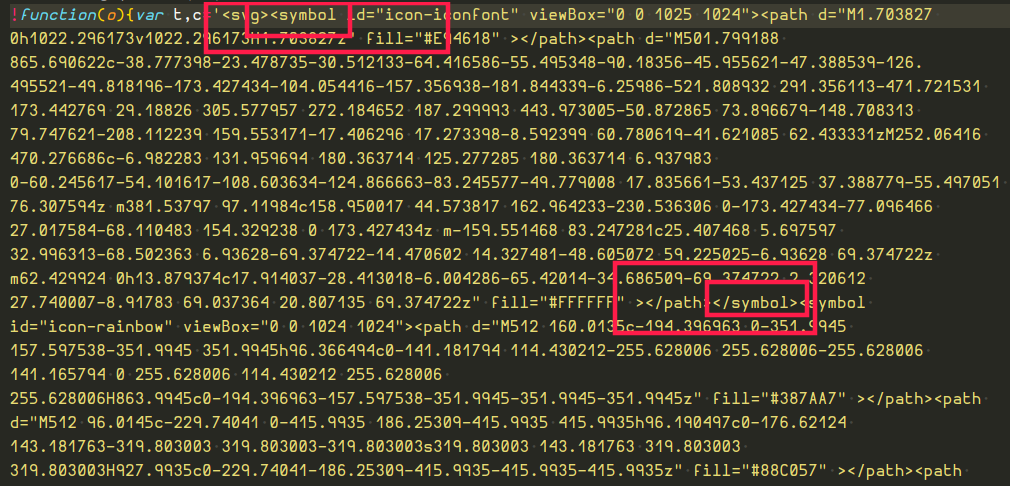 !function(o){var t,c='<svg><symbol id="icon-iconfont" viewBox="0 0 1025 1024"><path d="M1.703827
0h1022.296173v1022.296173H1.703827z" fill="#E94618" ></path><path d="M501.799188
865.690622c-38.777398-23.478735-30.512133-64.416586-55.495348-90.18356-45.955621-47.388539-126.
495521-49.818196-173.427434-104.054416-157.356938-181.844339-6.25986-521.808932 291.356113-471.721531
173.442769 29.18826 305.577957 272.184652 187.299993 443.973005-50.872865 73.896679-148.708313
79.747621-208.112239 159.553171-17.406296 17.273398-8.592399 60.780619-41.621085 62.433331zM252.06416
470.276686c-6.982283 131.959694 180.363714 125.277285 180.363714 6.937983
0-60.245617-54.101617-108.603634-124.866663-83.245577-49.779008 17.835661-53.437125 37.388779-55.497051
76.307594z m381.53797 97.11984c158.950017 44.573817 162.964233-230.536306 0-173.427434-77.096466
27.017584-68.110483 154.329238 0 173.427434z m-159.551468 83.247281c25.407468 5.697597
32.996313-68.502363 6.93628-69.374722-14.470602 14.327481-48.605072 59.225025-6.93628 69.374722z
m62.429924 0h13.879374c17.914037-28.413018-6.004286-65.42014-34.686509-69.374722 2.320612
27.740007-8.91783 69.037364 20.807135 69.374722z" fill="#FFFFFF" ></path></symbol><symbol
id="icon-rainbow" viewBox="0 0 1024 1024"><path d="M512 160.0135c-194.396963 0-351.9945
157.597538-351.9945 351.9945h96.366494c0-141.181794 114.430212-255.628006 255.628006-255.628006
141.165794 0 255.628006 114.430212 255.628006
255.628006H863.9945c0-194.396963-157.597538-351.9945-351.9945-351.9945z" fill="#387AA7" ></path><path
d="M512 96.0145c-229.74041 0-415.9935 186.25309-415.9935 415.9935h96.190497c0-176.62124
143.181763-319.803003 319.803003-319.803003s319.803003 143.181763 319.803003
319.803003H927.9935c0-229.74041-186.25309-415.9935-415.9935-415.9935z" fill="#88C057" ></path><path